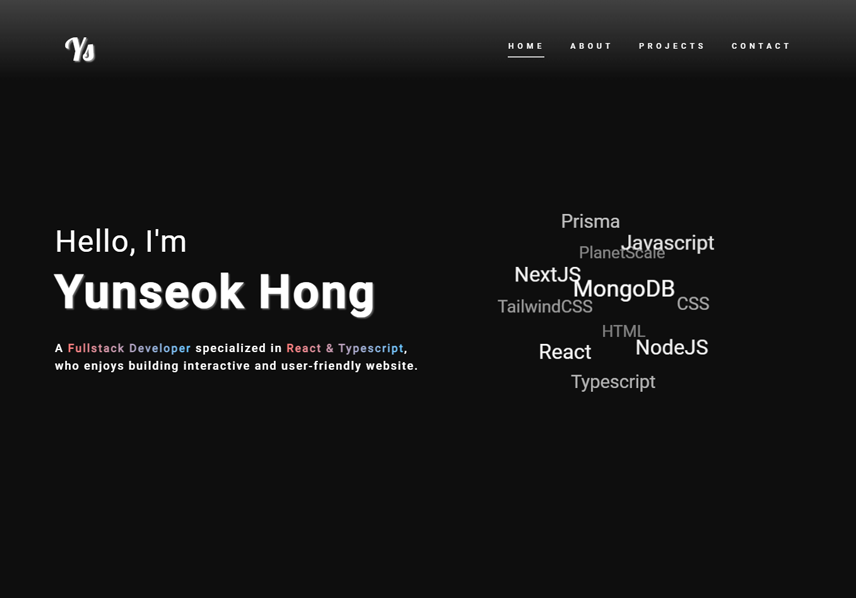 Ys
HOME ABOUT PROJECTS CONTACT
Hello, I'm
Yunseok Hong
A Fullstack Developer specialized in React & Typescript,
who enjoys building interactive and user-friendly website.
Prisma
Javascript
PlanetScale
NextJS
MongoDB
TailwindCSS
CSS
HTML
React
NodeJS
Typescript